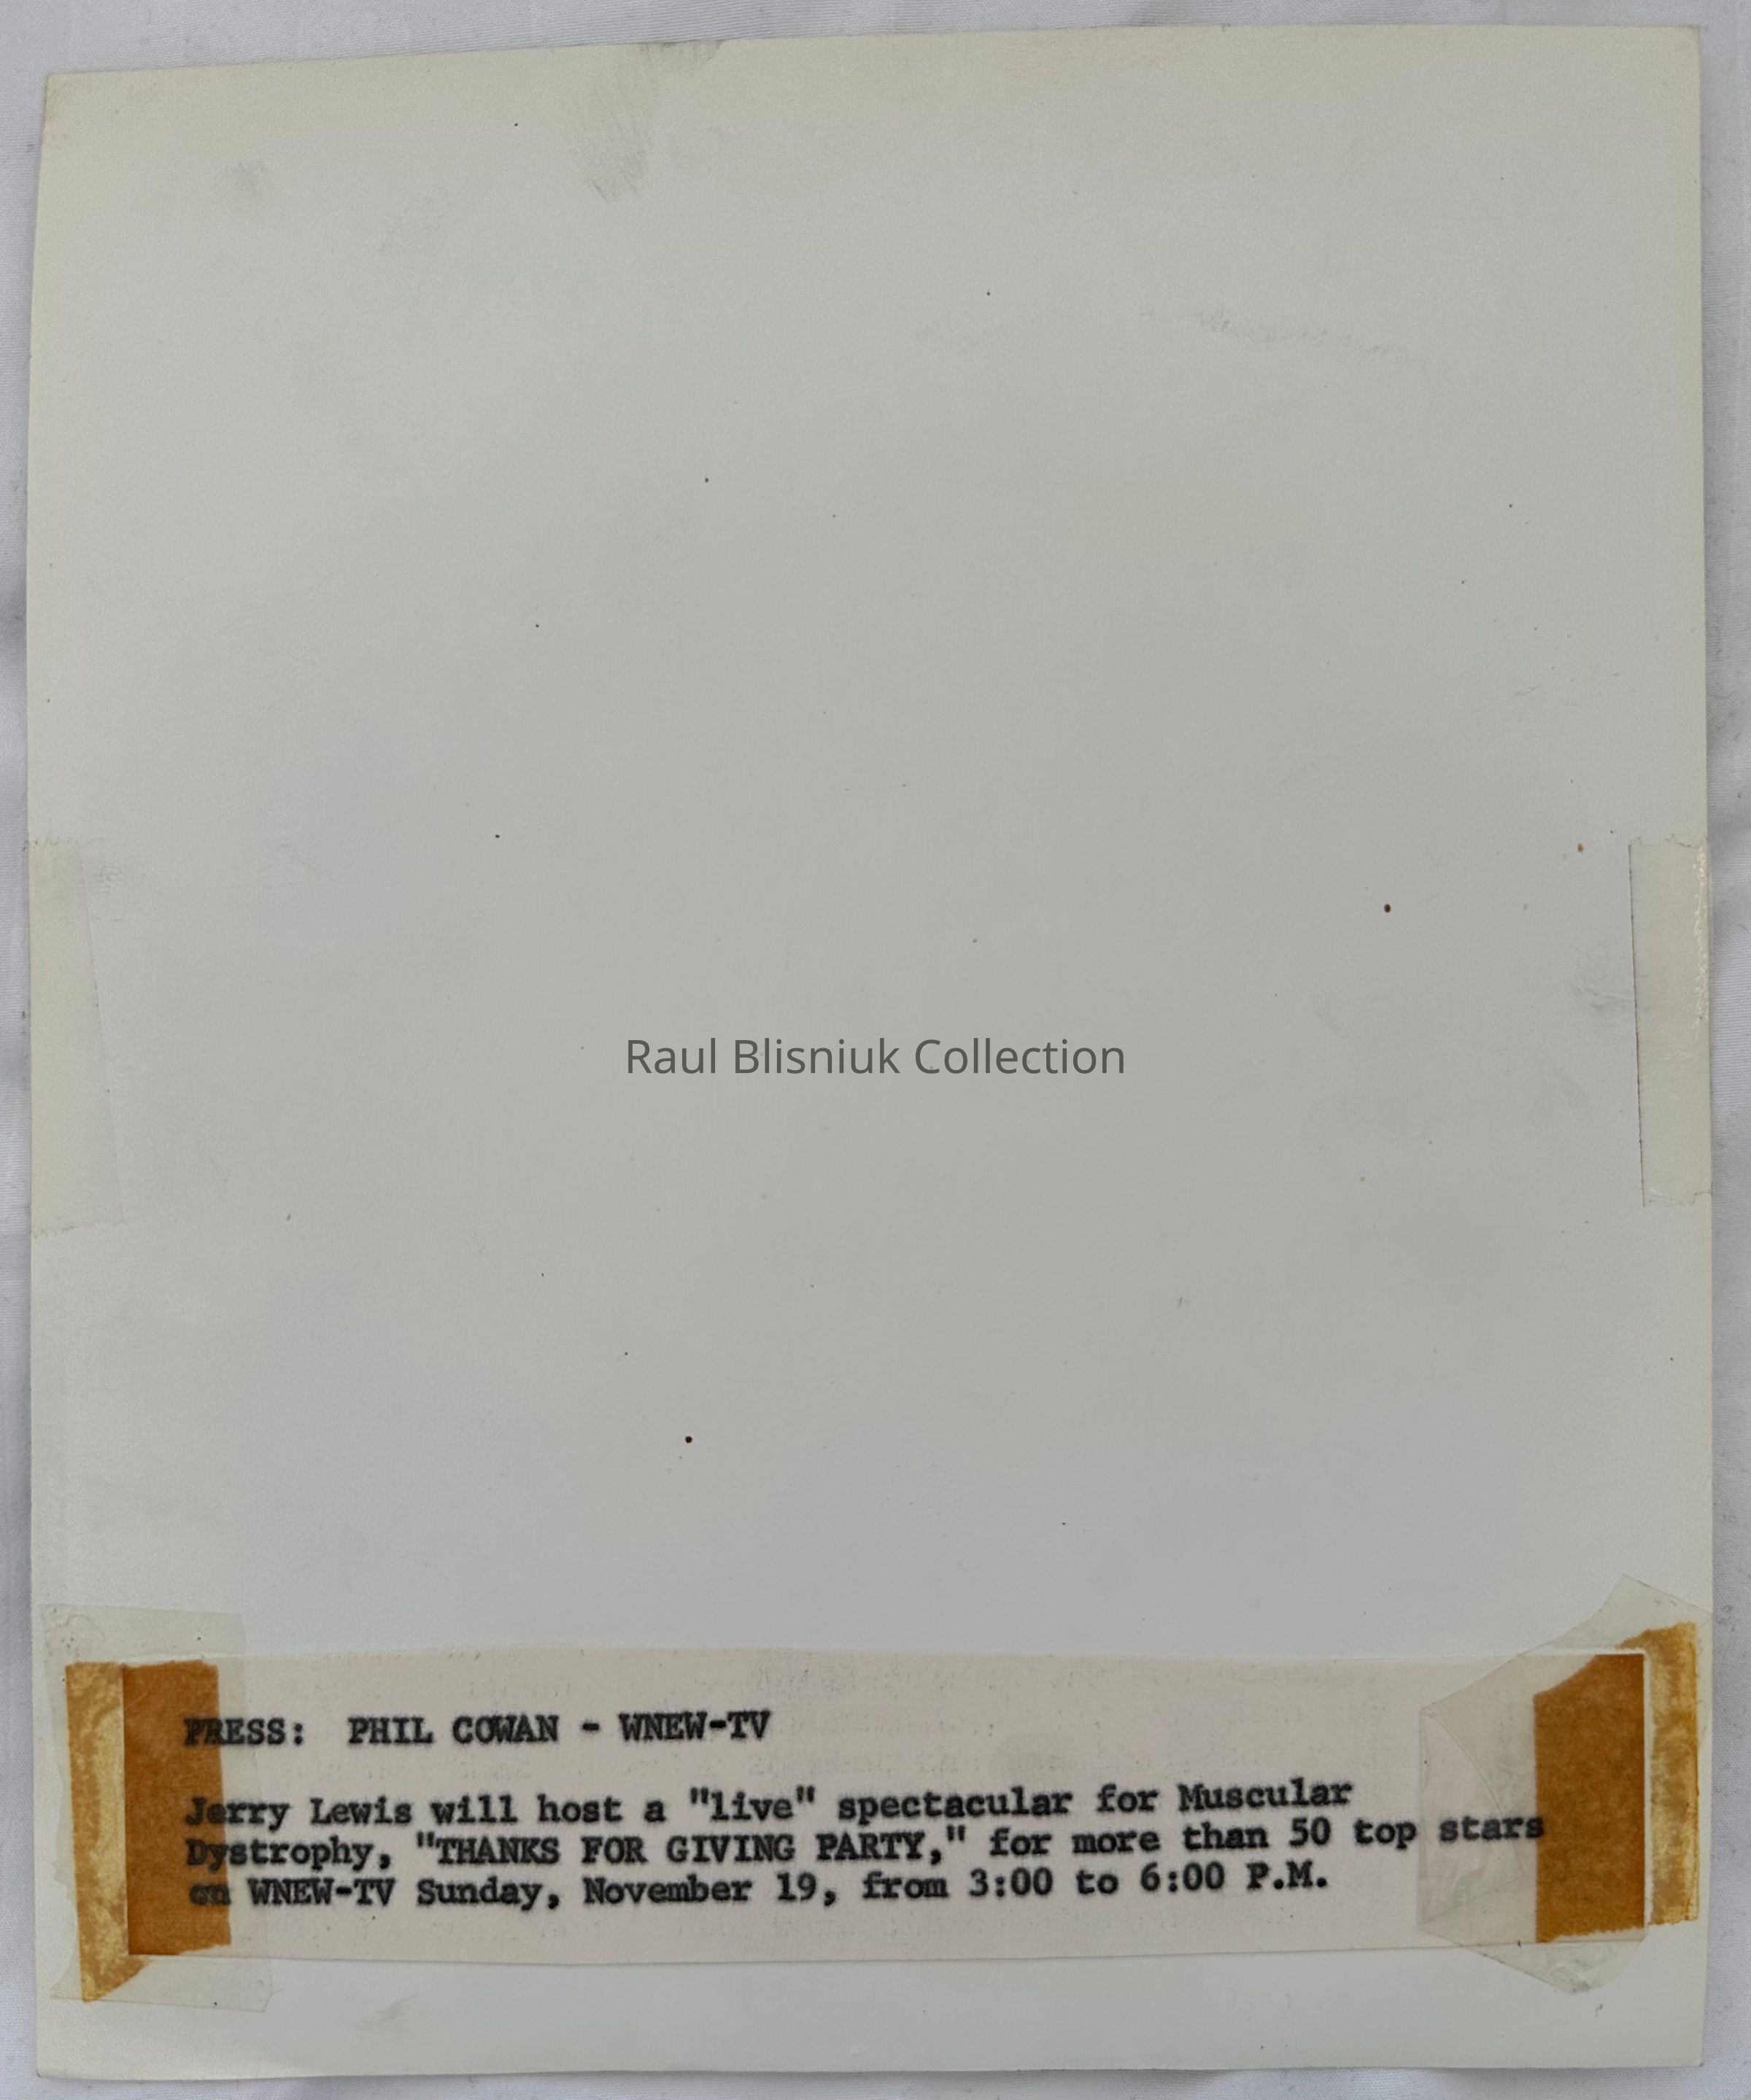 Raul Blisniuk Collection
PRESS: PHIL COWAN - WNEW-TV
Jerry Lewis will host a "live" spectacular for Muscular
Dystrophy, "THANKS FOR GIVING PARTY," for more than 50 top stars
on WNEW-TV Sunday, November 19, from 3:00 to 6:00 P.M.